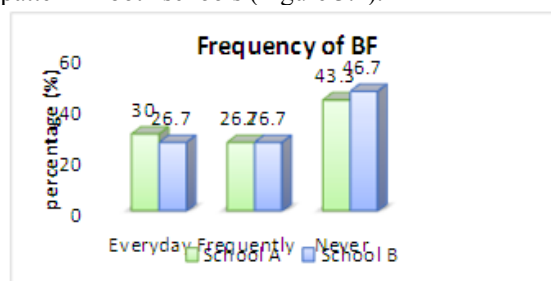 Frequency of BF
percentage (%)
60
40
20
0
30
26.7
26.7
26.7
43.3
46.7
Everyday Frequently Never
School A School B